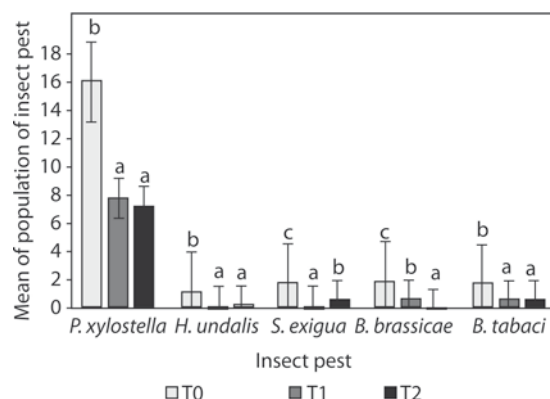 Mean of population of insect pest
18
16
14
12
10
8
6
4
2
0
b a a
b a a
c a b
c b a
b a a
P. xylostella H. undalis S. exigua B. brassicae B. tabaci
Insect pest
T0 T1 T2